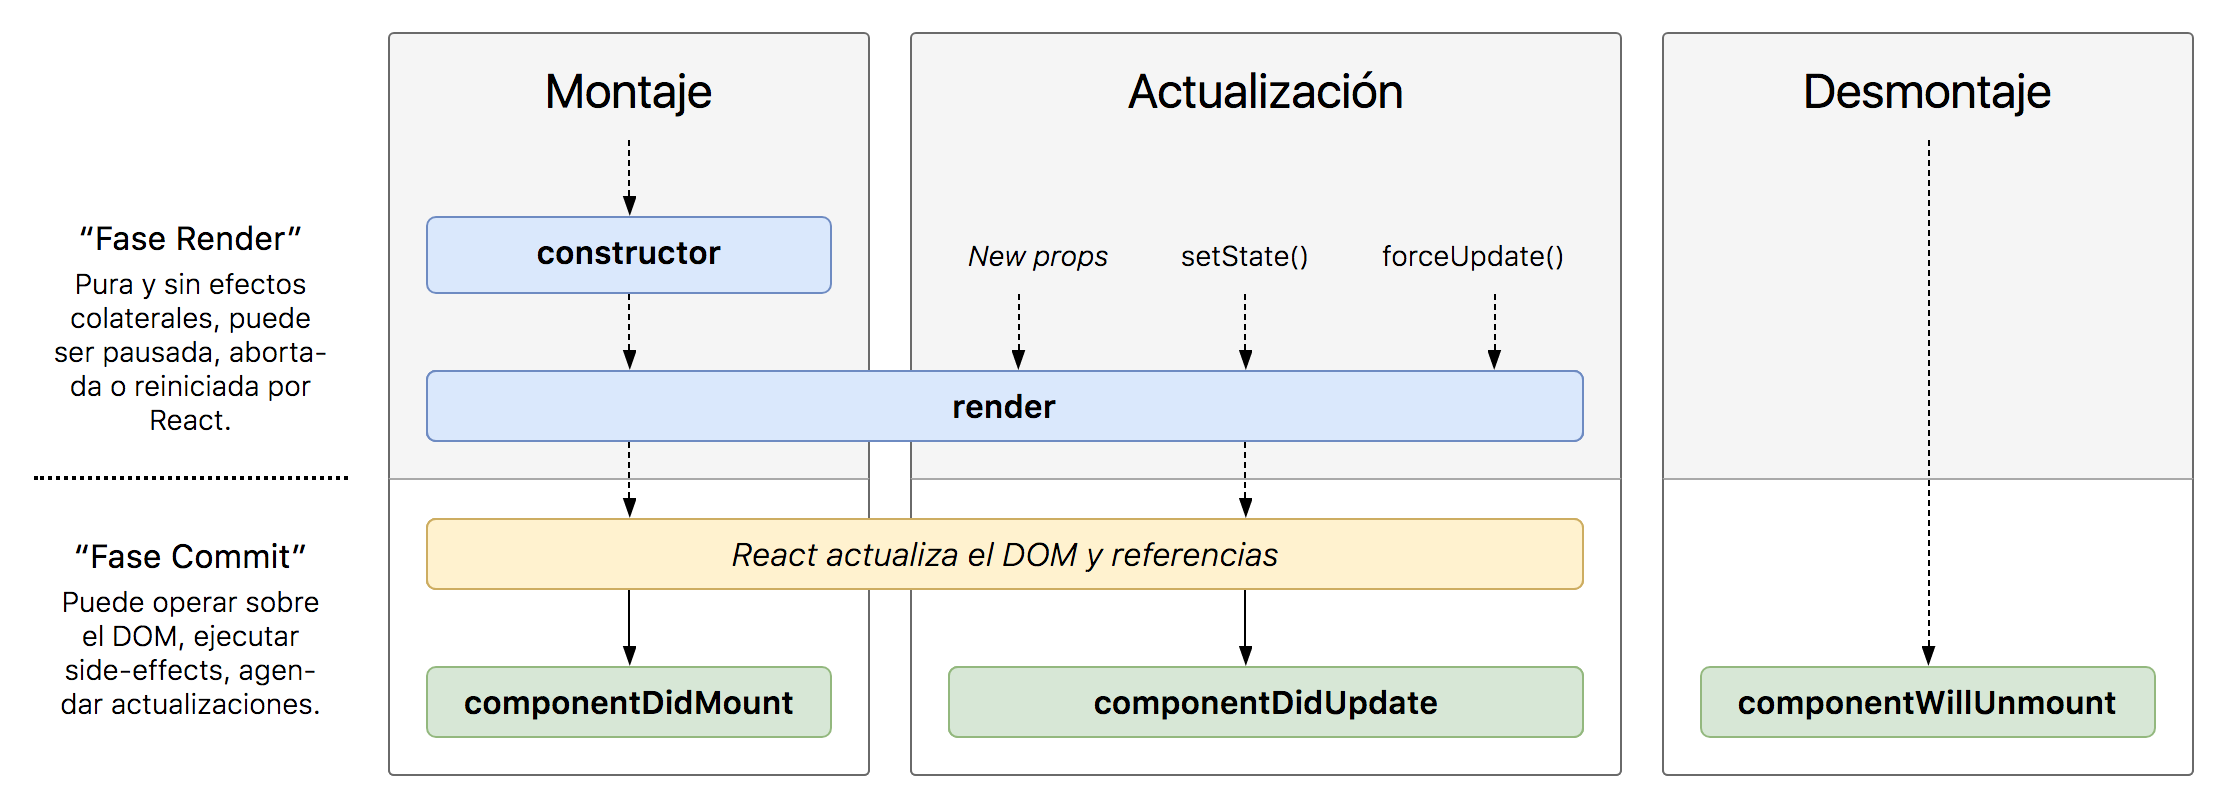 Montaje
Actualización
Desmontaje
“Fase Render”
Pura y sin efectos
colaterales, puede
ser pausada, aborta-
da o reiniciada por
React.
constructor
New props
setState()
forceUpdate()
render
“Fase Commit”
Puede operar sobre
el DOM, ejecutar
side-effects, agen-
dar actualizaciones.
React actualiza el DOM y referencias
componentDidMount
componentDidUpdate
componentWillUnmount